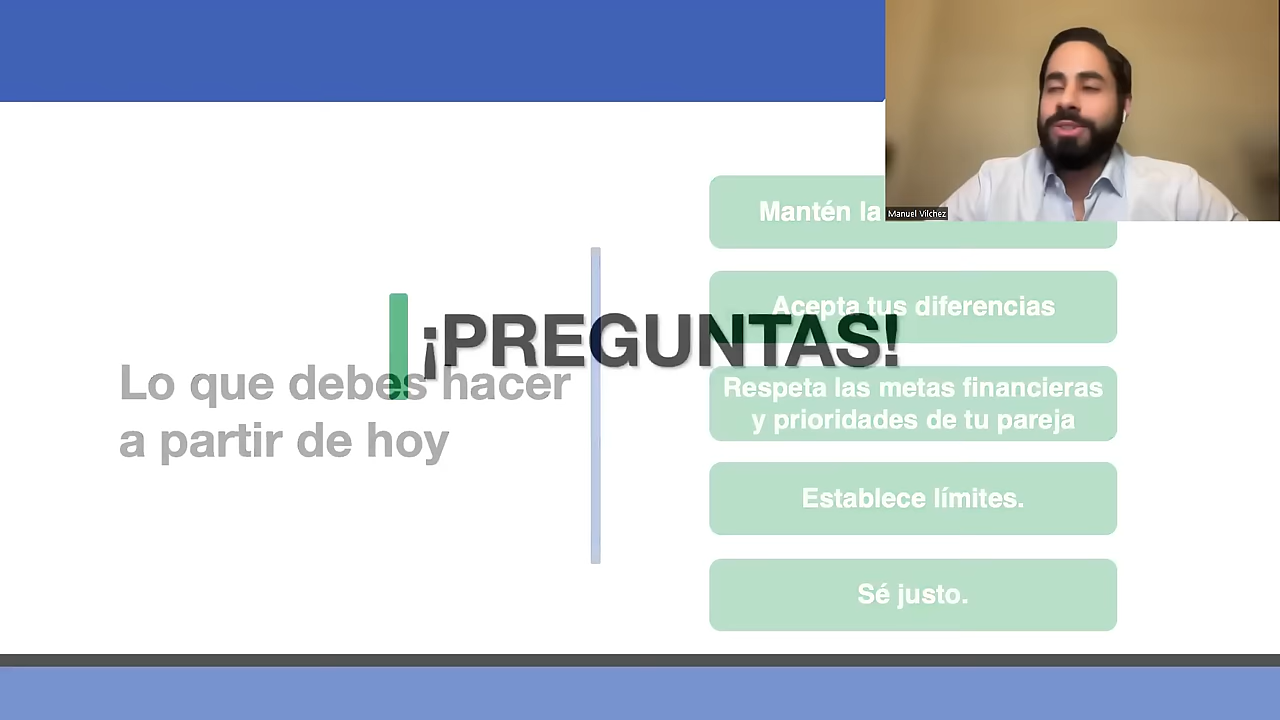 Mantén la
Manuel Vilchez
Acepta tus diferencias
¡PREGUNTAS!
Lo que debes hacer
a partir de hoy
Respeta las metas financieras
y prioridades de tu pareja
Establece límites.
Sé justo.